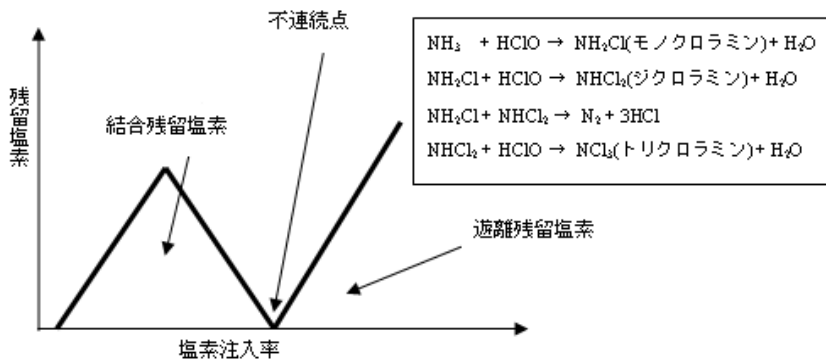 不連続点
NH₃ + HClO → NH₂Cl(モノクロラミン)+ H₂O
NH₂Cl + HClO → NHCl₂(ジクロラミン)+ H₂O
NH₂Cl + NHCl₂ → N₂ + 3HCl
NHCl₂ + HClO → NCl₃(トリクロラミン)+ H₂O
残留塩素
結合残留塩素
遊離残留塩素
塩素注入率